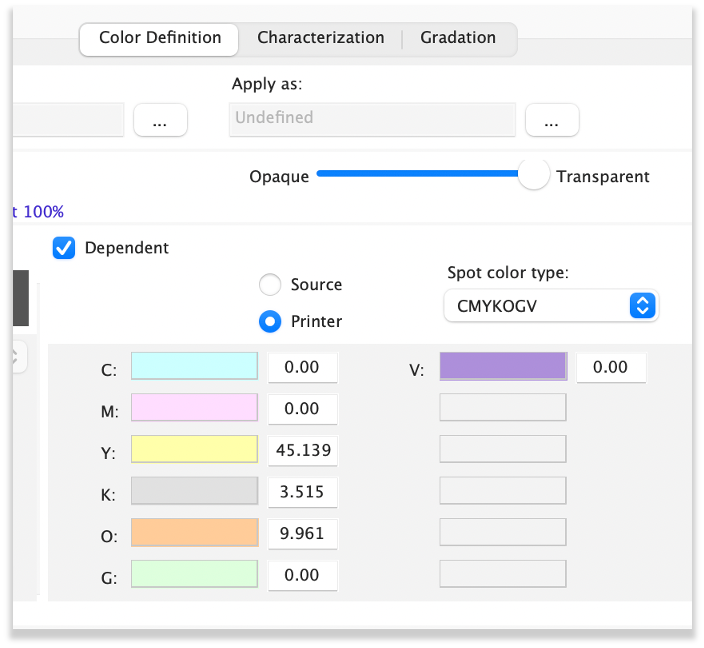 Color Definition Characterization Gradation
Apply as:
... Undefined ...
Opaque Transparent
t 100%
Dependent
Spot color type:
Source
CMYKOGV
Printer
C: 0.00 V: 0.00
M: 0.00
Y: 45.139
K: 3.515
O: 9.961
G: 0.00